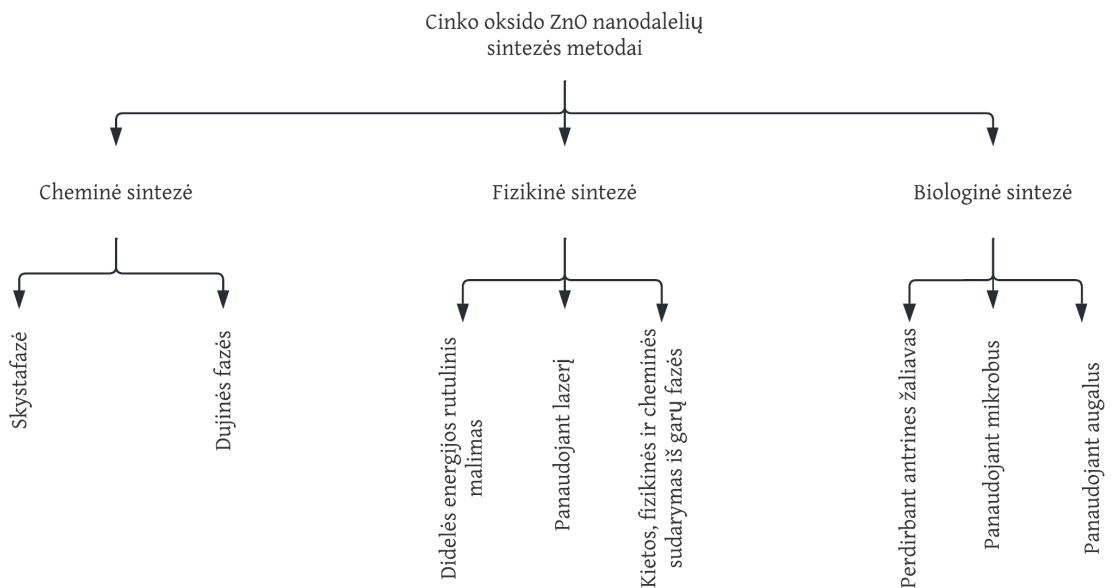 Cinko oksido ZnO nanodalelių
sintezės metodai
Cheminė sintezė
Fizikinė sintezė
Biologinė sintezė
Skystafazė
Dujinės fazės
Didelės energijos rutulinis
malimas
Panaudojant lazerį
Kietos, fizikinės ir cheminės
sudarymas iš garų fazės
Perdirbant antrines žaliavas
Panaudojant mikrobus
Panaudojant augalus